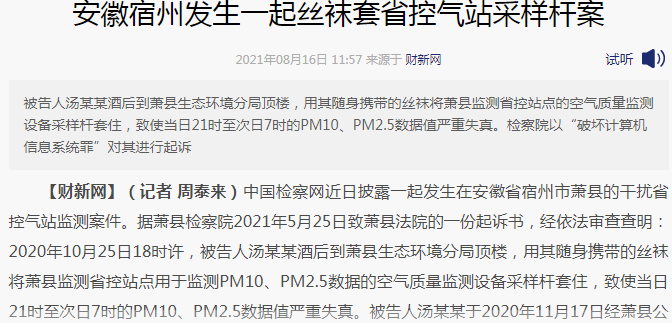 安徽宿州发生一起丝袜套省控气站采样杆案
2021年08月16日 11:57 来源于 财新网
试听
被告人汤某某酒后到萧县生态环境分局顶楼，用其随身携带的丝袜将萧县监测省控站点的空气质量监测
设备采样杆套住，致使当日21时至次日7时的PM10、PM2.5数据值严重失真。检察院以“破坏计算机
信息系统罪”对其进行起诉
【财新网】（记者 周泰来）中国检察网近日披露一起发生在安徽省宿州市萧县的干扰省
控气站监测案件。据萧县检察院2021年5月25日致萧县法院的一份起诉书，经依法审查查明：
2020年10月25日18时许，被告人汤某某酒后到萧县生态环境分局顶楼，用其随身携带的丝袜
将萧县监测省控站点用于监测PM10、PM2.5数据的空气质量监测设备采样杆套住，致使当日
21时至次日7时的PM10、PM2.5数据值严重失真。被告人汤某某于2020年11月17日经萧县公